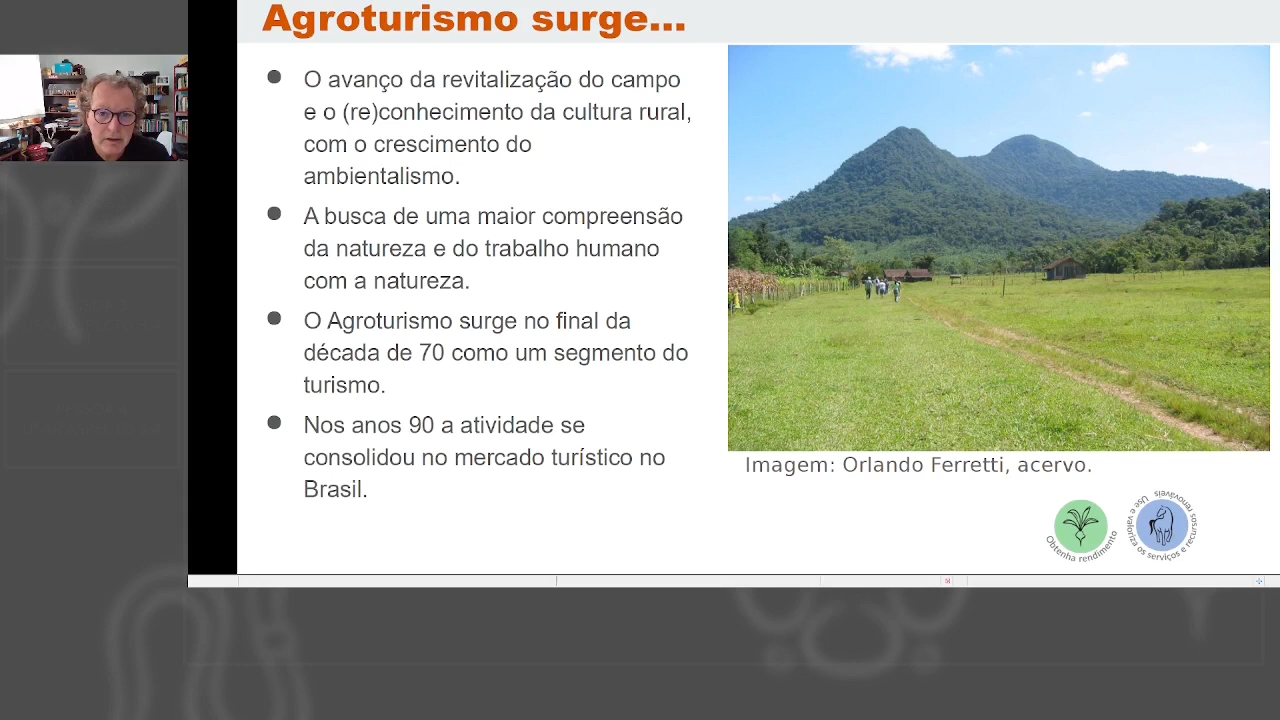 Agroturismo surge...
O avanço da revitalização do campo
e o (re)conhecimento da cultura rural,
com o crescimento do
ambientalismo.
A busca de uma maior compreensão
da natureza e do trabalho humano
com a natureza.
O Agroturismo surge no final da
década de 70 como um segmento do
turismo.
Nos anos 90 a atividade se
consolidou no mercado turístico no
Brasil.
Imagem: Orlando Ferretti, acervo.
Obtenha rendimento
Use e valoriza os serviços e recursos renováveis
M